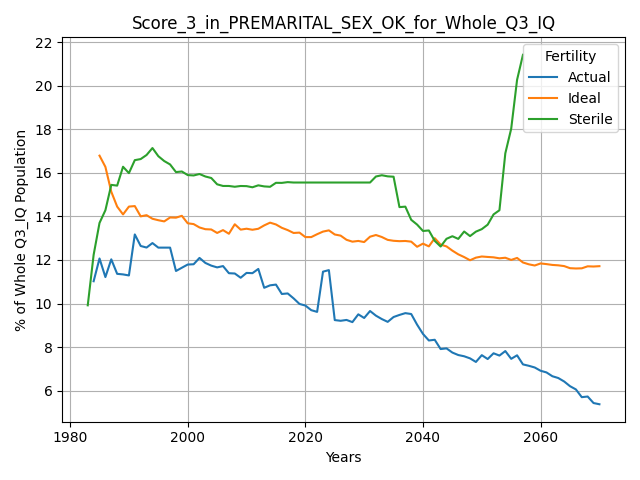 Score_3_in_PREMARITAL_SEX_OK_for_Whole_Q3_IQ
% of Whole Q3_IQ Population
22
20
18
16
14
12
10
8
6
Fertility
Actual
Ideal
Sterile
1980
2000
2020
2040
2060
Years